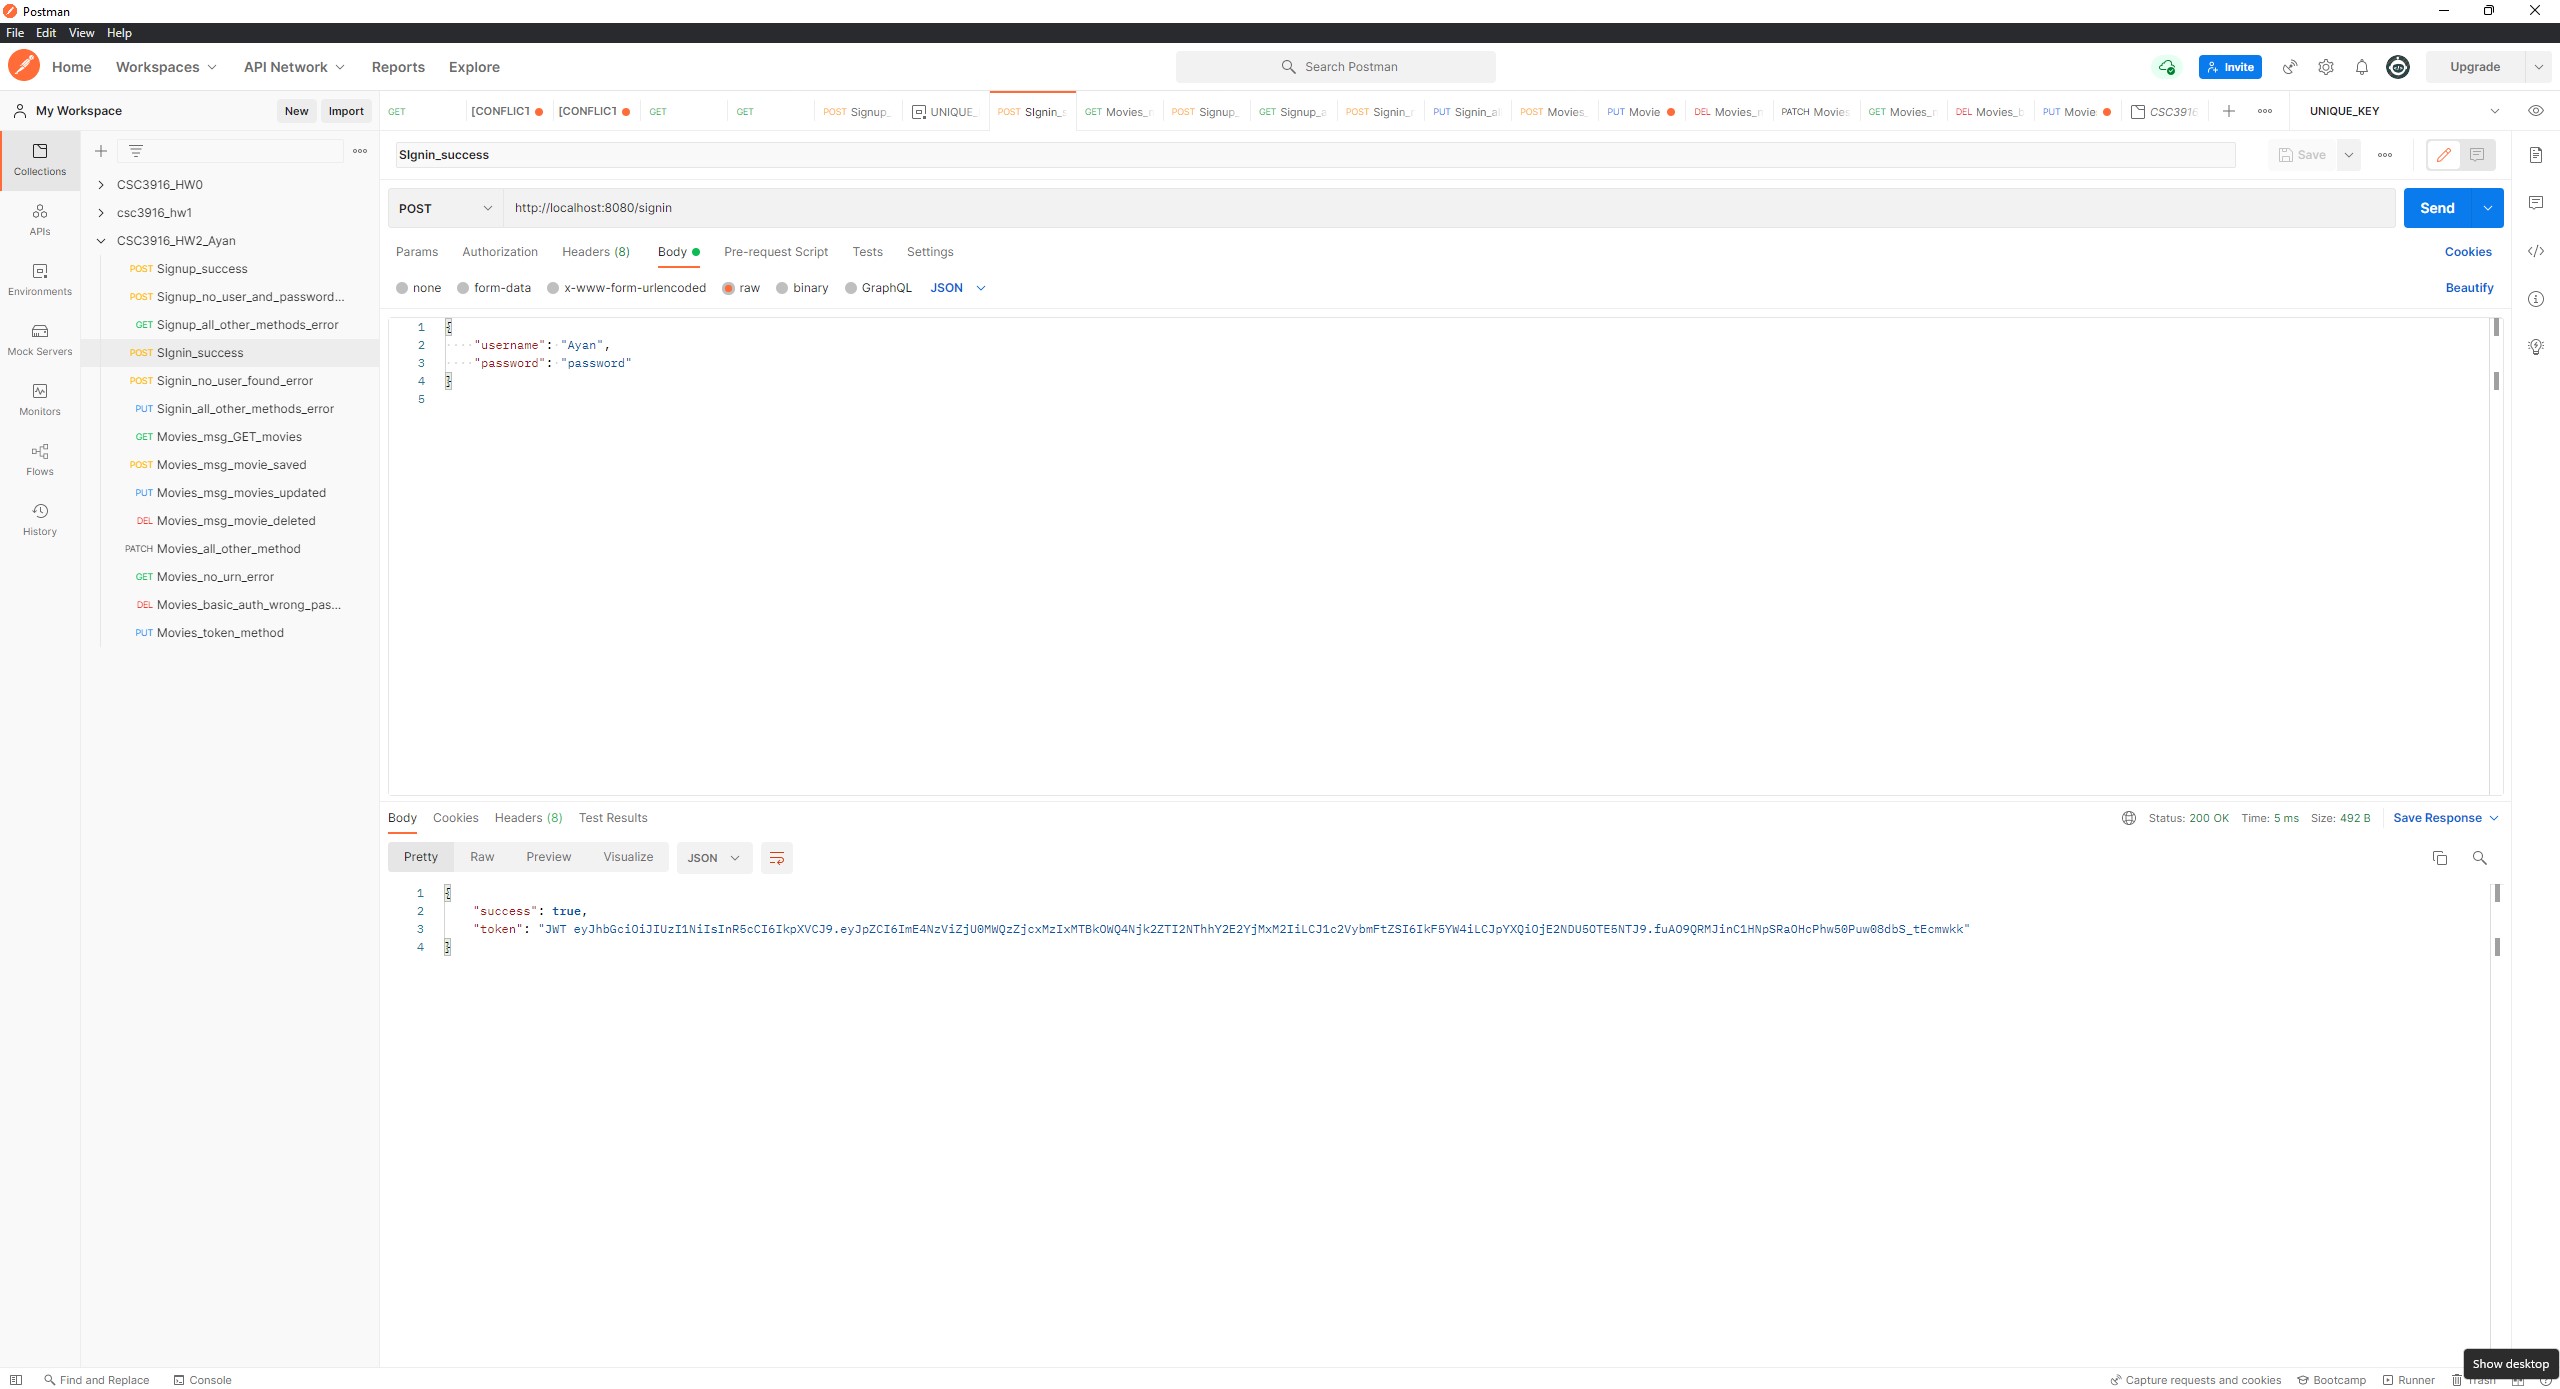 Postman
File Edit View Help
Home Workspaces API Network Reports Explore Search Postman Invite Upgrade
My Workspace New Import GET [CONFLICT [CONFLICT GET GET POST Signup_ UNIQUE_ POST SIgnin_s GET Movies_ POST Signup_ GET Signup_a POST Signin_ PUT Signin_al POST Movies_ PUT Movie DEL Movies_ PATCH Movies GET Movies_ DEL Movies_b PUT Movie CSC3916 UNIQUE_KEY
Collections
APIs
Environments
Mock Servers
Monitors
Flows
History
CSC3916_HW0
csc3916_hw1
CSC3916_HW2_Ayan
POST Signup_success
POST Signup_no_user_and_password...
GET Signup_all_other_methods_error
POST SIgnin_success
POST Signin_no_user_found_error
PUT Signin_all_other_methods_error
GET Movies_msg_GET_movies
POST Movies_msg_movie_saved
PUT Movies_msg_movies_updated
DEL Movies_msg_movie_deleted
PATCH Movies_all_other_method
GET Movies_no_urn_error
DEL Movies_basic_auth_wrong_pas...
PUT Movies_token_method
SIgnin_success Save
POST http://localhost:8080/signin Send
Params Authorization Headers (8) Body Pre-request Script Tests Settings Cookies
none form-data x-www-form-urlencoded raw binary GraphQL JSON Beautify
1 {
2 "username": "Ayan",
3 "password": "password"
4 }
5
Body Cookies Headers (8) Test Results Status: 200 OK Time: 5 ms Size: 492 B Save Response
Pretty Raw Preview Visualize JSON
1 {
2 "success": true,
3 "token": "JWT eyJhbGciOiJIUzI1NiIsInR5cCI6IkpXVCJ9.eyJpZCI6ImE4NzViZjU0MWQzZjcxMzIxMTBkOWQ4Njk2ZTI2NThhY2E2YjMxM2IiLCJ1c2VybmFtZSI6IkF5YW4iLCJpYXQiOjE2NDU5OTE5NTJ9.fuAO9QRMJinC1HNpSRaOHcPhw50Puw08dbS_tEcmwkk"
4 }
Show desktop
Find and Replace Console Capture requests and cookies Bootcamp Runner Trash